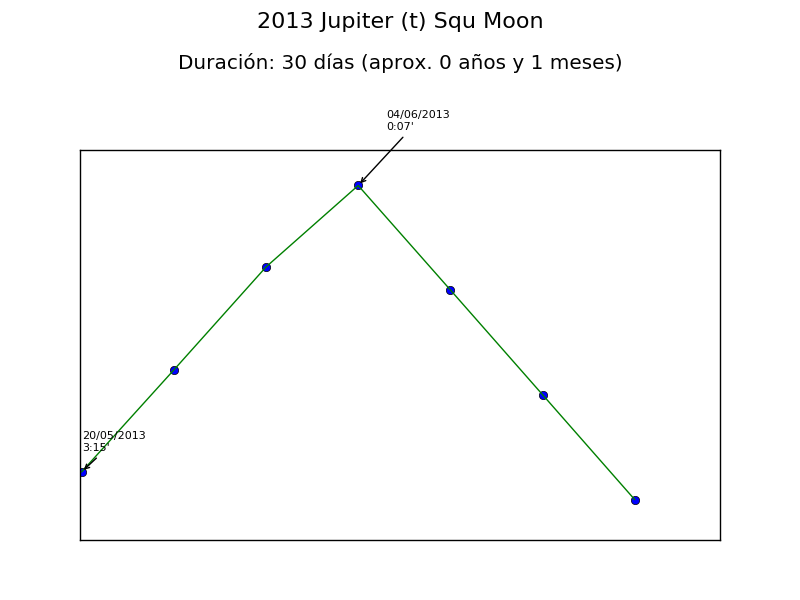 2013 Jupiter (t) Squ Moon
Duración: 30 días (aprox. 0 años y 1 meses)
04/06/2013
0:07'
20/05/2013
3:15'